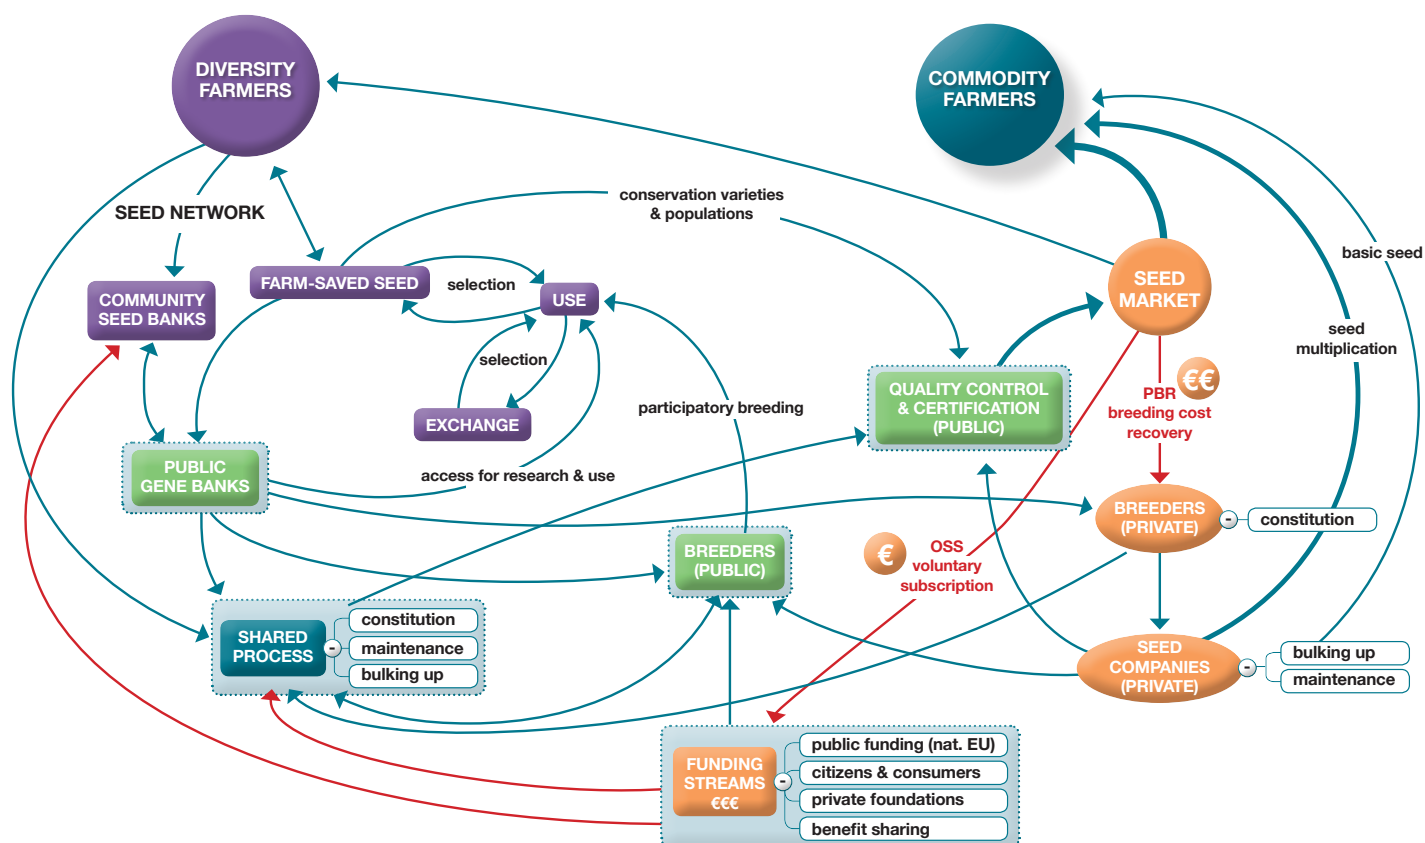 DIVERSITY
FARMERS
COMMODITY
FARMERS
SEED NETWORK
conservation varieties
& populations
COMMUNITY
SEED BANKS
FARM-SAVED SEED
selection
USE
selection
EXCHANGE
SEED
MARKET
basic seed
seed
multiplication
QUALITY CONTROL
& CERTIFICATION
(PUBLIC)
€€
PBR
breeding cost
recovery
participatory breeding
access for research & use
PUBLIC
GENE BANKS
BREEDERS
(PRIVATE)
-
constitution
BREEDERS
(PUBLIC)
€
OSS
voluntary
subscription
SHARED
PROCESS
-
constitution
maintenance
bulking up
SEED
COMPANIES
(PRIVATE)
-
bulking up
maintenance
FUNDING
STREAMS
€€€
-
public funding (nat. EU)
citizens & consumers
private foundations
benefit sharing